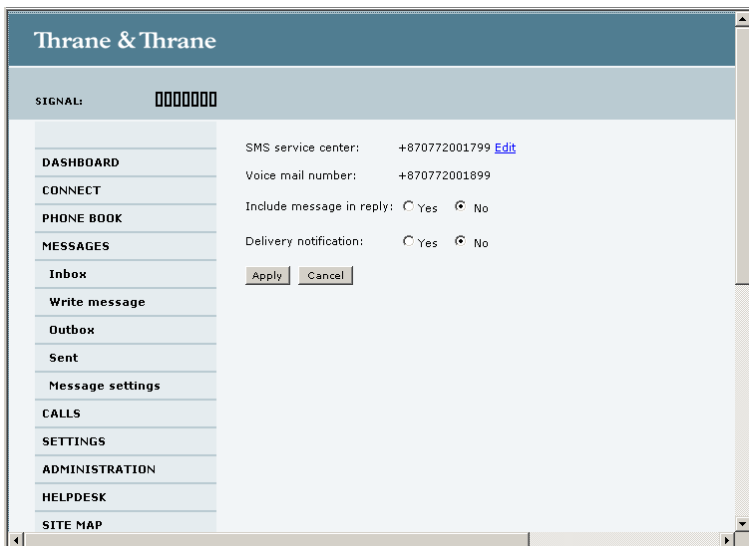 Thrane & Thrane
SIGNAL:
DASHBOARD
CONNECT
PHONE BOOK
MESSAGES
Inbox
Write message
Outbox
Sent
Message settings
CALLS
SETTINGS
ADMINISTRATION
HELPDESK
SITE MAP
SMS service center: +870772001799 Edit
Voice mail number: +870772001899
Include message in reply: Yes No
Delivery notification: Yes No
Apply Cancel